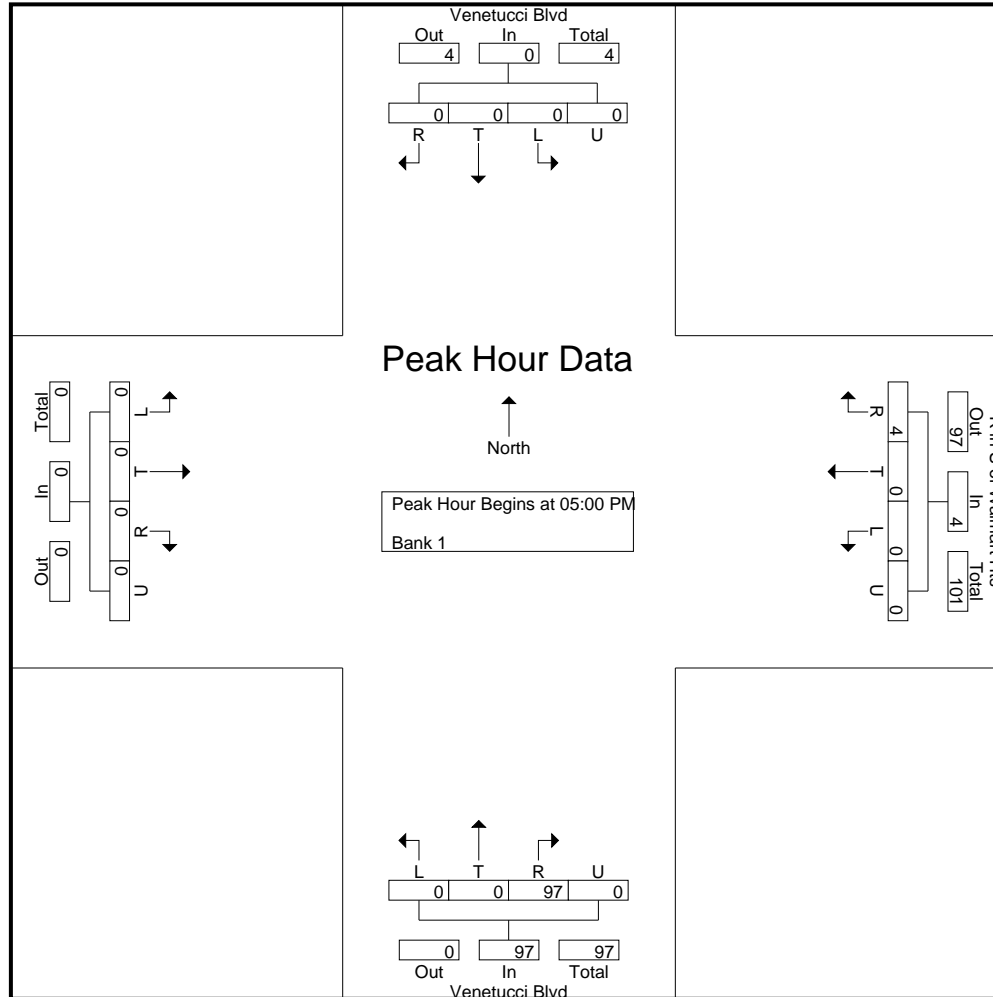 Venetucci Blvd
Out In Total
4 0 4
0 0 0 0
R T L U
Peak Hour Data
North
Peak Hour Begins at 05:00 PM
Bank 1
Total In Out
0 0 0
0 0 0 0
L T R U
R T L U
4 0 0 0
Out In Total
97 4 101
L T R U
0 0 97 0
0 97 97
Out In Total
Venetucci Blvd